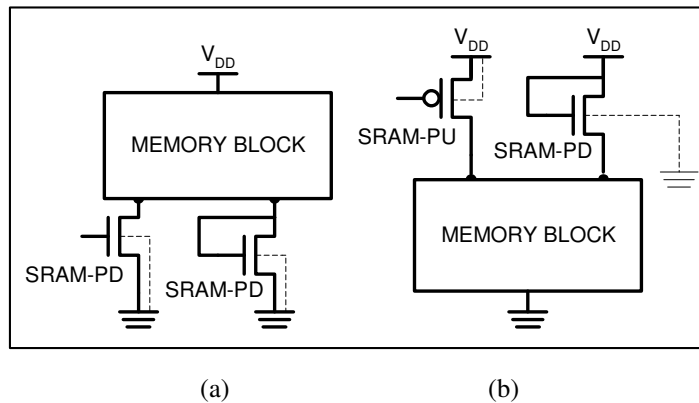 V_DD
MEMORY BLOCK
SRAM-PD
SRAM-PD
(a)
V_DD
V_DD
SRAM-PU
SRAM-PD
MEMORY BLOCK
(b)